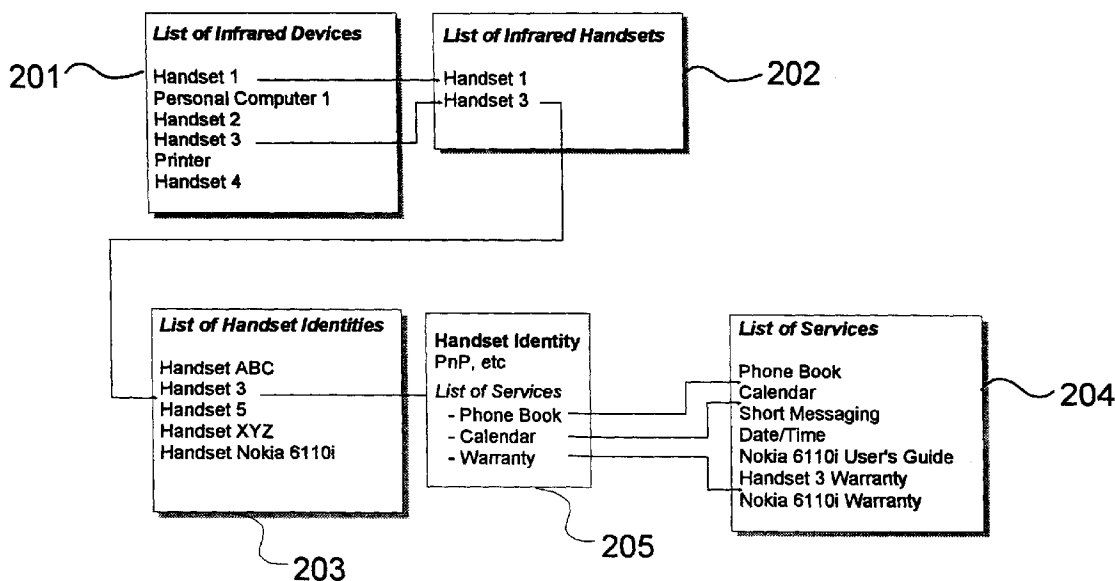 List of Infrared Devices
Handset 1
Personal Computer 1
Handset 2
Handset 3
Printer
Handset 4
201
List of Infrared Handsets
Handset 1
Handset 3
202
List of Handset Identities
Handset ABC
Handset 3
Handset 5
Handset XYZ
Handset Nokia 6110i
203
Handset Identity
PnP, etc
List of Services
- Phone Book
- Calendar
- Warranty
205
List of Services
Phone Book
Calendar
Short Messaging
Date/Time
Nokia 6110i User's Guide
Handset 3 Warranty
Nokia 6110i Warranty
204